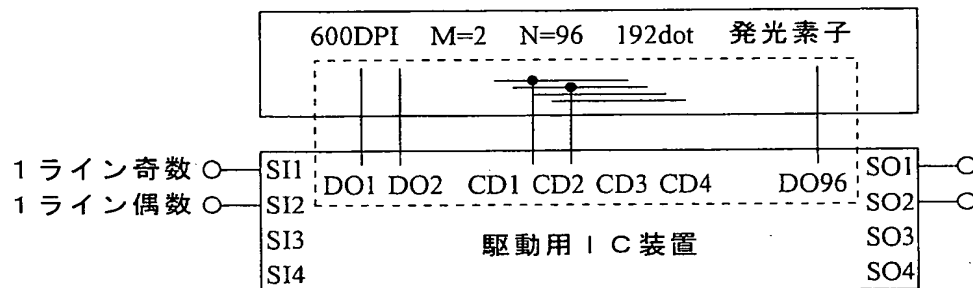 600DPI M=2 N=96 192dot 発光素子
1ライン奇数 SI1 DO1 DO2 CD1 CD2 CD3 CD4 DO96 SO1
1ライン偶数 SI2 SO2
SI3 駆動用IC装置 SO3
SI4 SO4